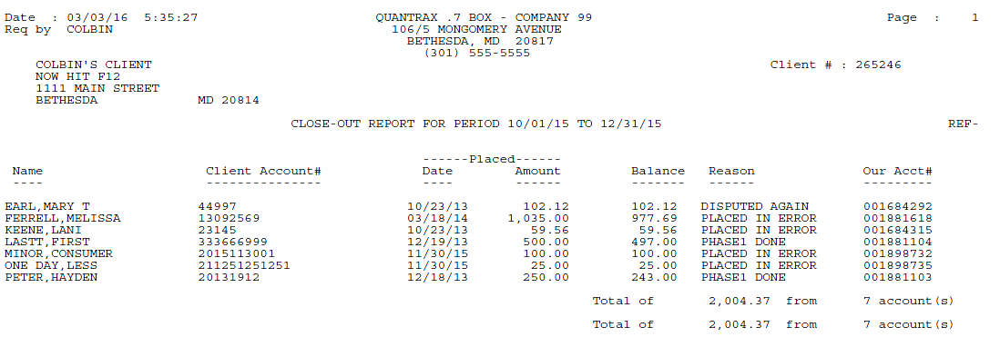 Date : 03/03/16 5:35:27 QUANTRAX .7 BOX - COMPANY 99 Page : 1
Req by COLBIN 106/5 MONGOMERY AVENUE
BETHESDA, MD 20817
(301) 555-5555
COLBIN'S CLIENT Client # : 265246
NOW HIT F12
1111 MAIN STREET
BETHESDA MD 20814
CLOSE-OUT REPORT FOR PERIOD 10/01/15 TO 12/31/15 REF-
------Placed------
Name Client Account# Date Amount Balance Reason Our Acct#
---- --------------- ---- ------ ------- ------ ---------
EARL,MARY T 44997 10/23/13 102.12 102.12 DISPUTED AGAIN 001684292
FERRELL,MELISSA 13092569 03/18/14 1,035.00 977.69 PLACED IN ERROR 001881618
KEENE,LANI 23145 10/23/13 59.56 59.56 PLACED IN ERROR 001684315
LASTT,FIRST 333666999 12/19/13 500.00 497.00 PHASE1 DONE 001881104
MINOR,CONSUMER 2015113001 11/30/15 100.00 100.00 PLACED IN ERROR 001898732
ONE DAY,LESS 211251251251 11/30/15 25.00 25.00 PLACED IN ERROR 001898735
PETER,HAYDEN 20131912 12/18/13 250.00 243.00 PHASE1 DONE 001881103
Total of 2,004.37 from 7 account(s)
Total of 2,004.37 from 7 account(s)